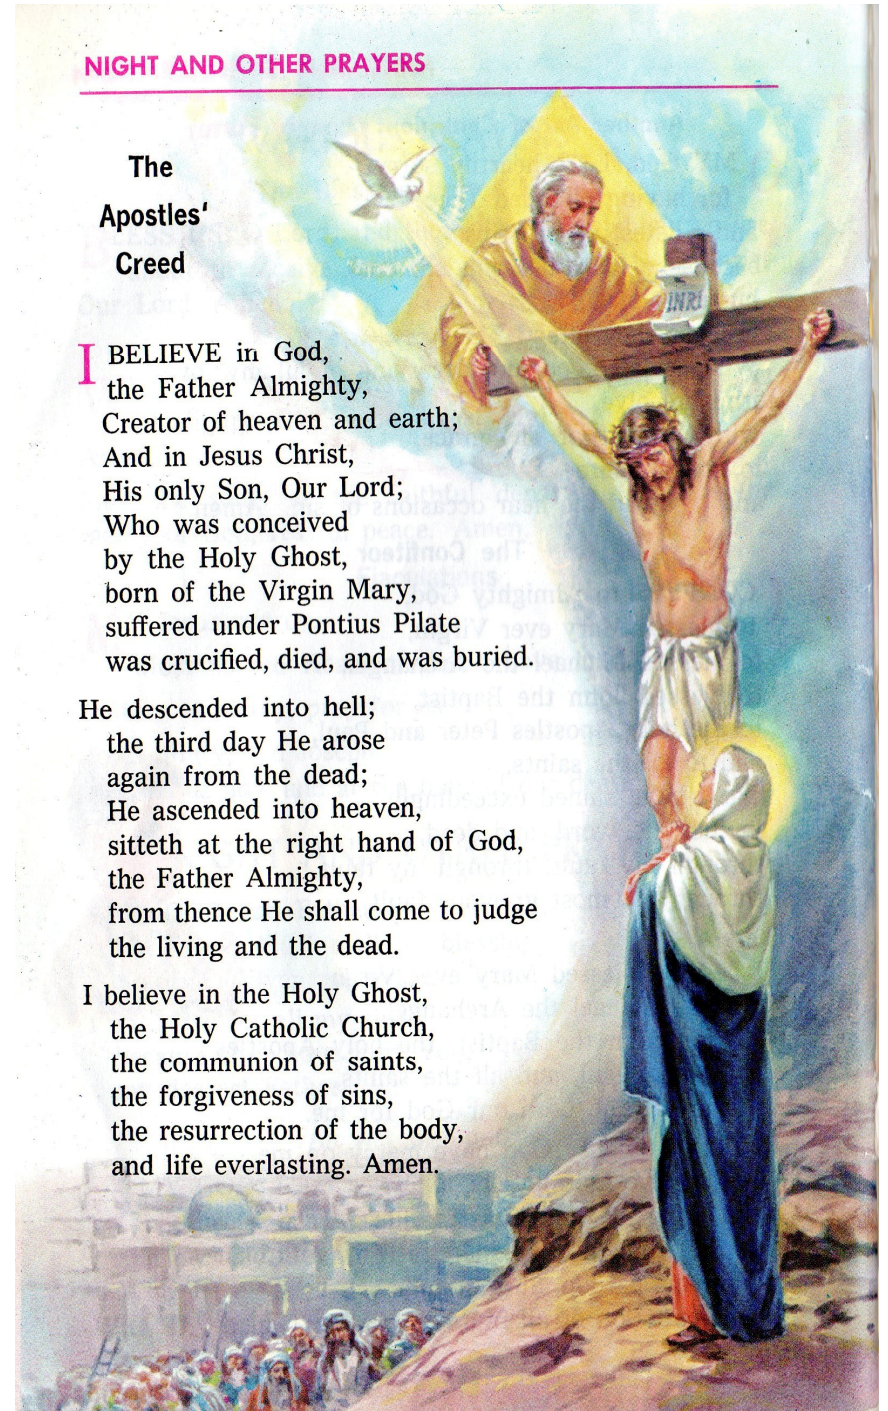 NIGHT AND OTHER PRAYERS
The
Apostles'
Creed
I BELIEVE in God,
the Father Almighty,
Creator of heaven and earth;
And in Jesus Christ,
His only Son, Our Lord;
Who was conceived
by the Holy Ghost,
born of the Virgin Mary,
suffered under Pontius Pilate
was crucified, died, and was buried.
He descended into hell;
the third day He arose
again from the dead;
He ascended into heaven,
sitteth at the right hand of God,
the Father Almighty,
from thence He shall come to judge
the living and the dead.
I believe in the Holy Ghost,
the Holy Catholic Church,
the communion of saints,
the forgiveness of sins,
the resurrection of the body,
and life everlasting. Amen.
INRI